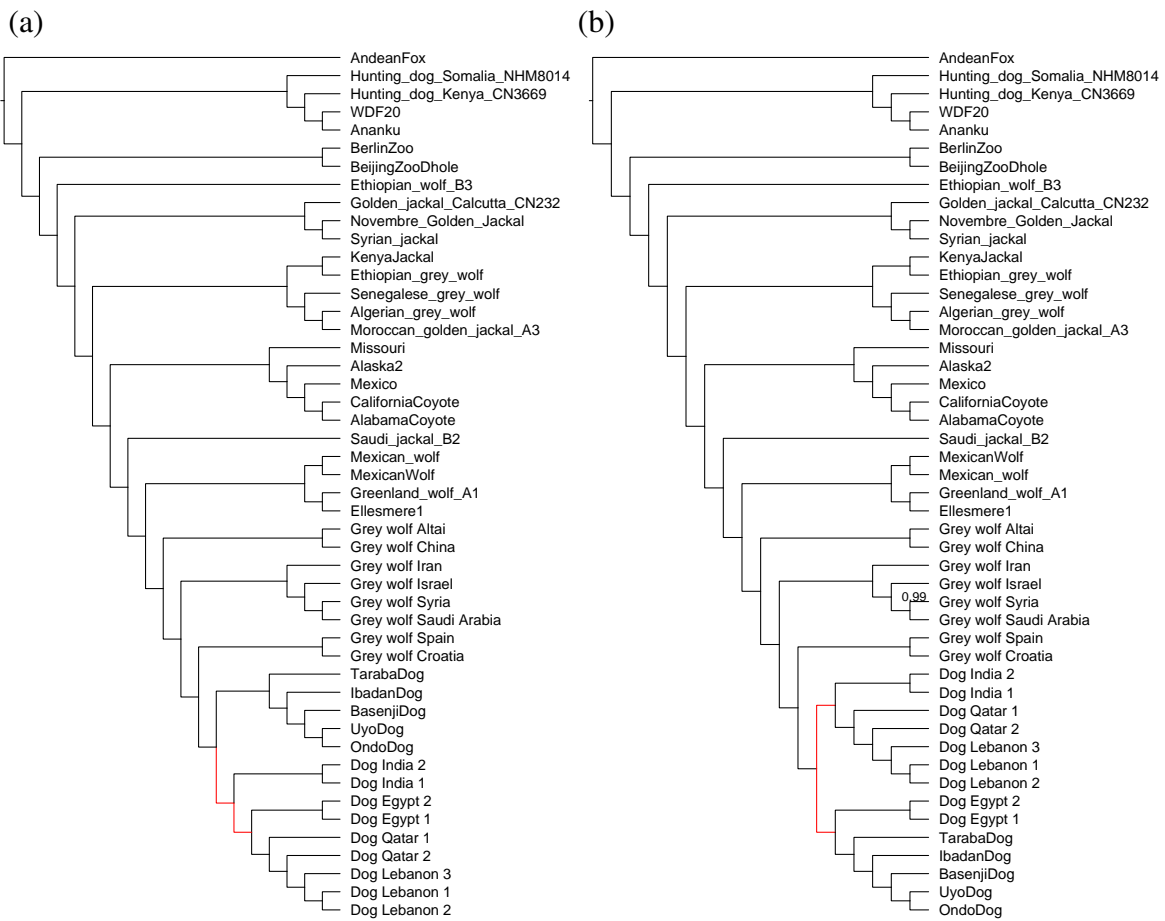 (a)
AndeanFox
Hunting_dog_Somalia_NHM8014
Hunting_dog_Kenya_CN3669
WDF20
Ananku
BerlinZoo
BeijingZooDhole
Ethiopian_wolf_B3
Golden_jackal_Calcutta_CN232
Novembre_Golden_Jackal
Syrian_jackal
KenyaJackal
Ethiopian_grey_wolf
Senegalese_grey_wolf
Algerian_grey_wolf
Moroccan_golden_jackal_A3
Missouri
Alaska2
Mexico
CaliforniaCoyote
AlabamaCoyote
Saudi_jackal_B2
Mexican_wolf
MexicanWolf
Greenland_wolf_A1
Ellesmere1
Grey wolf Altai
Grey wolf China
Grey wolf Iran
Grey wolf Israel
Grey wolf Syria
Grey wolf Saudi Arabia
Grey wolf Spain
Grey wolf Croatia
TarabaDog
IbadanDog
BasenjiDog
UyoDog
OndoDog
Dog India 2
Dog India 1
Dog Egypt 2
Dog Egypt 1
Dog Qatar 1
Dog Qatar 2
Dog Lebanon 3
Dog Lebanon 1
Dog Lebanon 2
(b)
AndeanFox
Hunting_dog_Somalia_NHM8014
Hunting_dog_Kenya_CN3669
WDF20
Ananku
BerlinZoo
BeijingZooDhole
Ethiopian_wolf_B3
Golden_jackal_Calcutta_CN232
Novembre_Golden_Jackal
Syrian_jackal
KenyaJackal
Ethiopian_grey_wolf
Senegalese_grey_wolf
Algerian_grey_wolf
Moroccan_golden_jackal_A3
Missouri
Alaska2
Mexico
CaliforniaCoyote
AlabamaCoyote
Saudi_jackal_B2
MexicanWolf
Mexican_wolf
Greenland_wolf_A1
Ellesmere1
Grey wolf Altai
Grey wolf China
Grey wolf Iran
Grey wolf Israel
0.99
Grey wolf Syria
Grey wolf Saudi Arabia
Grey wolf Spain
Grey wolf Croatia
Dog India 2
Dog India 1
Dog Qatar 1
Dog Qatar 2
Dog Lebanon 3
Dog Lebanon 1
Dog Lebanon 2
Dog Egypt 2
Dog Egypt 1
TarabaDog
IbadanDog
BasenjiDog
UyoDog
OndoDog